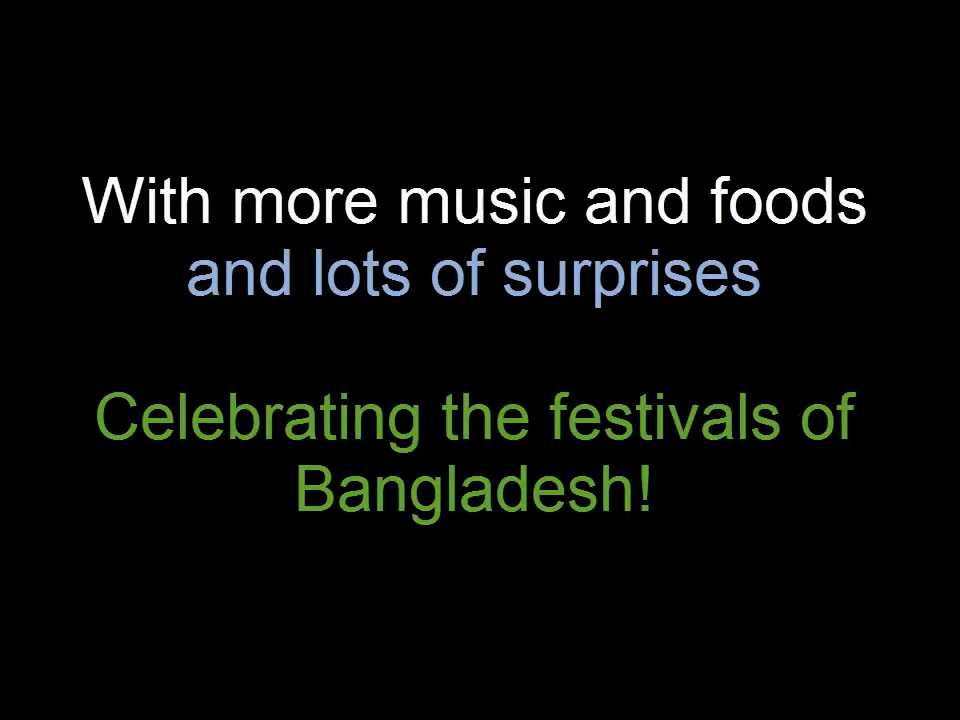 With more music and foods
and lots of surprises
Celebrating the festivals of
Bangladesh!